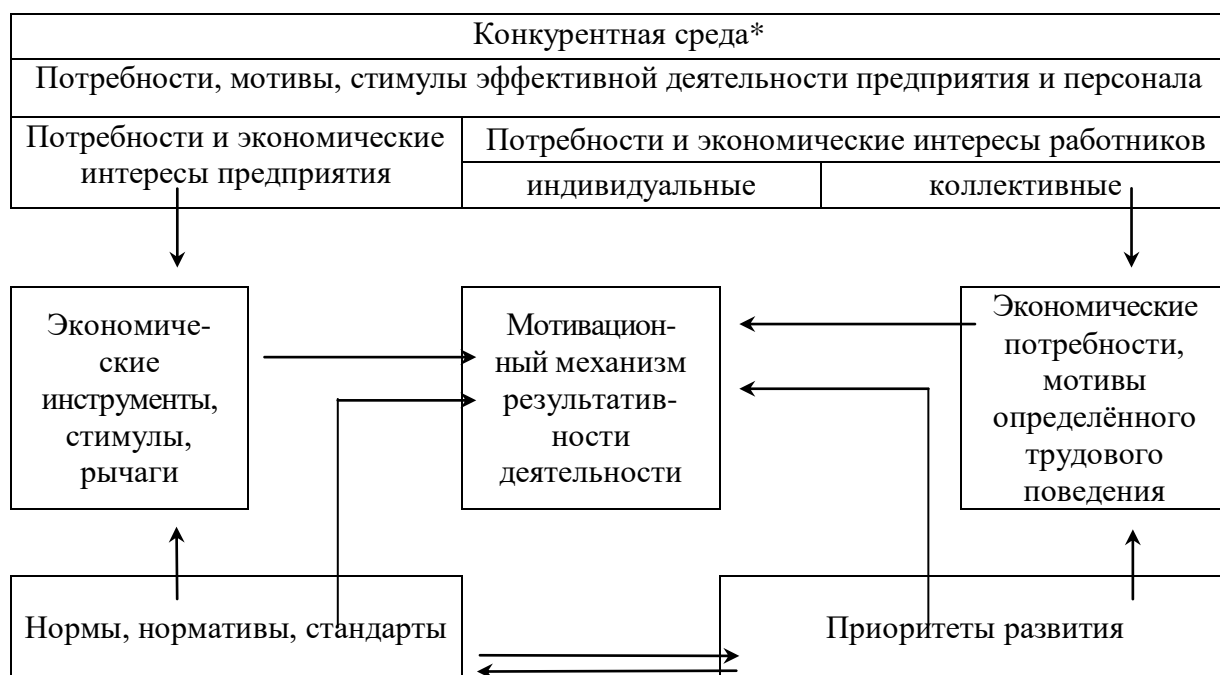 Конкурентная среда*
Потребности, мотивы, стимулы эффективной деятельности предприятия и персонала
Потребности и экономические
интересы предприятия
Потребности и экономические интересы работников
индивидуальные
коллективные
Экономиче-
ские
инструменты,
стимулы,
рычаги
Мотивацион-
ный механизм
результатив-
ности
деятельности
Экономические
потребности,
мотивы
определённого
трудового
поведения
Нормы, нормативы, стандарты
Приоритеты развития